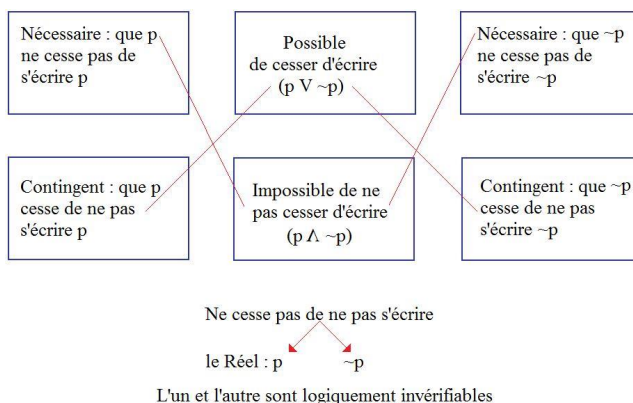 Nécessaire : que p
ne cesse pas de
s'écrire p
Possible
de cesser d'écrire
(p V ~p)
Nécessaire : que ~p
ne cesse pas de
s'écrire ~p
Contingent : que p
cesse de ne pas
s'écrire p
Impossible de ne
pas cesser d'écrire
(p Λ ~p)
Contingent : que ~p
cesse de ne pas
s'écrire ~p
Ne cesse pas de ne pas s'écrire
le Réel : p ~p
L'un et l'autre sont logiquement invérifiables